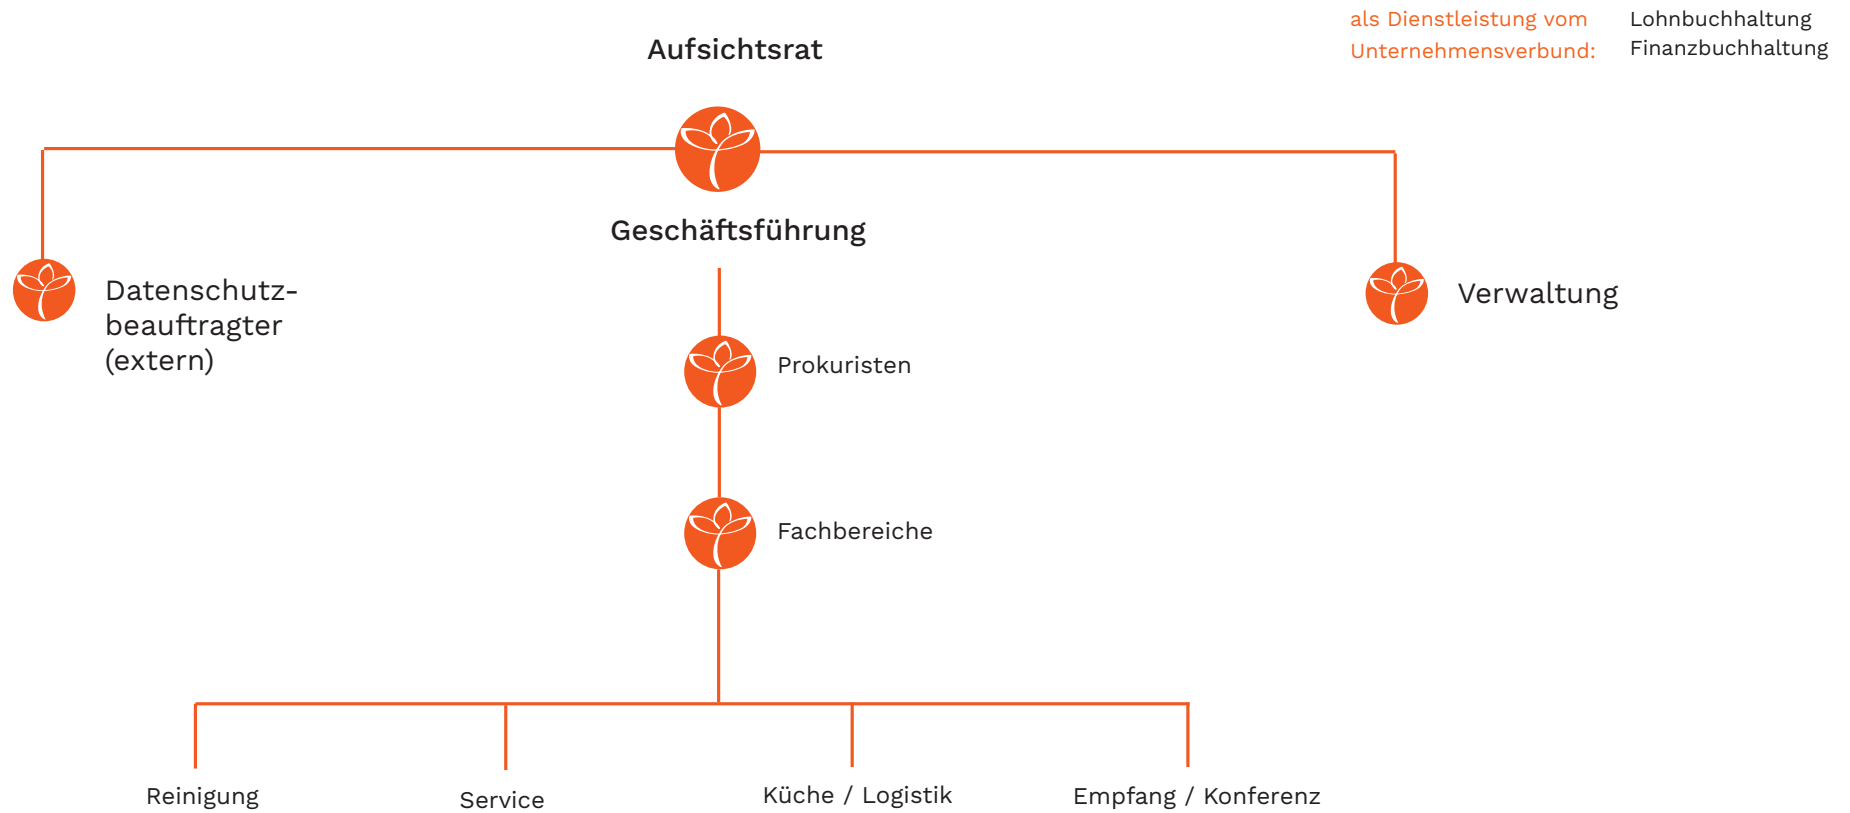 als Dienstleistung vom
Unternehmensverbund:
Lohnbuchhaltung
Finanzbuchhaltung
Aufsichtsrat
Geschäftsführung
Datenschutz-
beauftragter
(extern)
Verwaltung
Prokuristen
Fachbereiche
Reinigung
Service
Küche / Logistik
Empfang / Konferenz